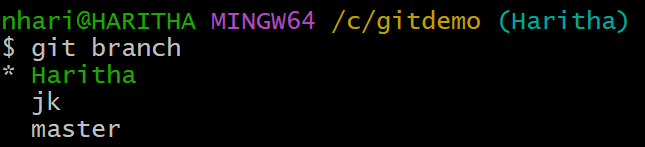 nhari@HARITHA MINGW64 /c/gitdemo (Haritha)
$ git branch
* Haritha
  jk
  master